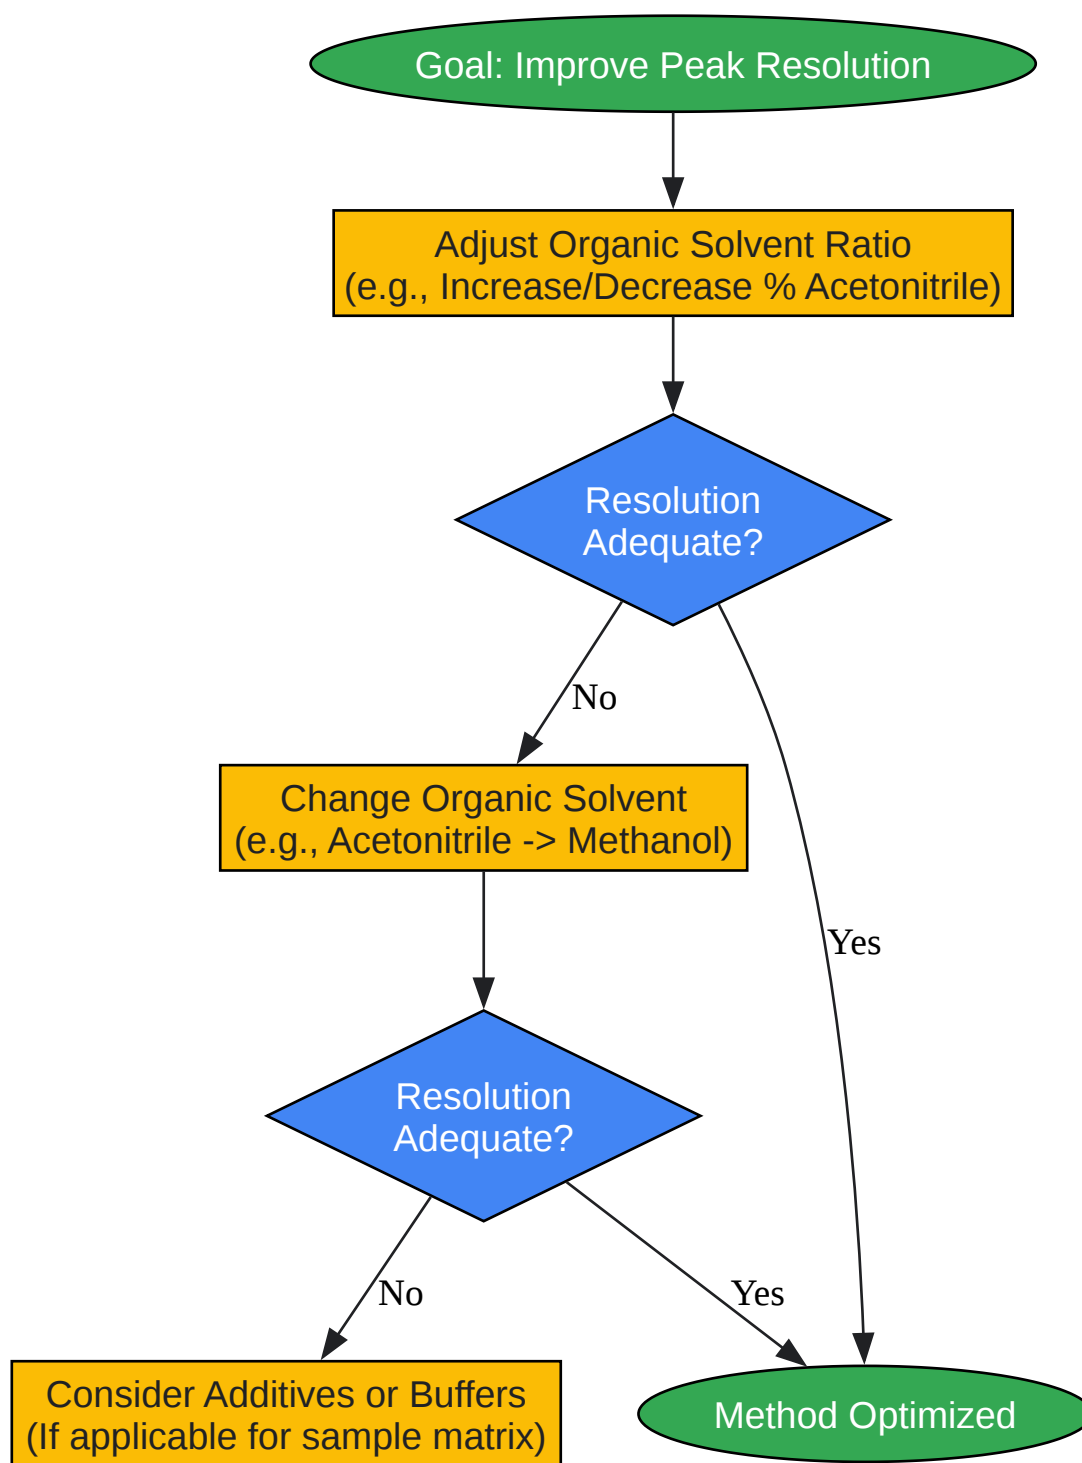 Goal: Improve Peak Resolution
Adjust Organic Solvent Ratio
(e.g., Increase/Decrease % Acetonitrile)
Resolution
Adequate?
No
Change Organic Solvent
(e.g., Acetonitrile -> Methanol)
Yes
Resolution
Adequate?
No
Yes
Consider Additives or Buffers
(If applicable for sample matrix)
Method Optimized